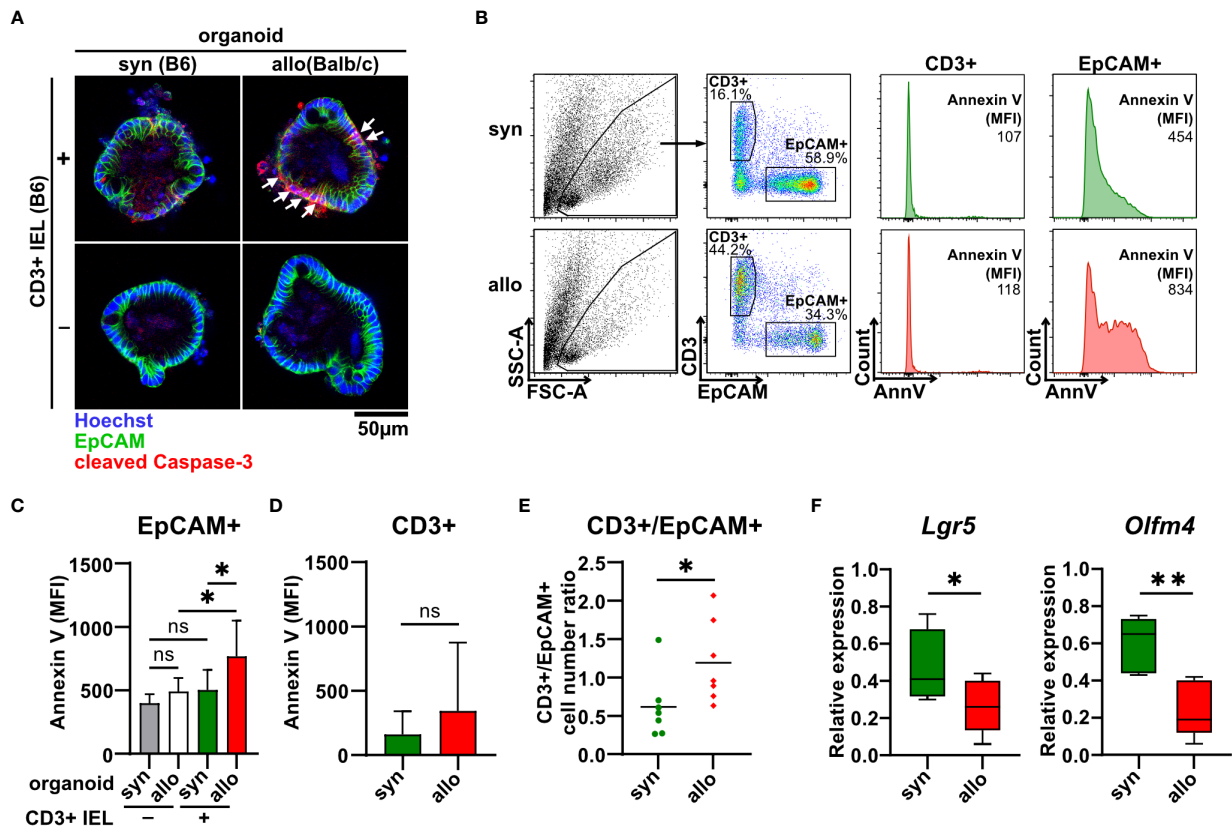 A
organoid
syn (B6)
allo(Balb/c)
CD3+ IEL (B6)
+
–
50µm
Hoechst
EpCAM
cleaved Caspase-3
B
CD3+
EpCAM+
syn
CD3+
16.1%
EpCAM+
58.9%
Annexin V
(MFI)
107
Annexin V
(MFI)
454
allo
CD3+
44.2%
EpCAM+
34.3%
Annexin V
(MFI)
118
Annexin V
(MFI)
834
SSC-A
FSC-A
CD3
EpCAM
Count
AnnV
Count
AnnV
C
EpCAM+
Annexin V (MFI)
1500
1000
500
0
ns
ns
*
*
organoid
syn
allo
syn
allo
CD3+ IEL
–
+
D
CD3+
Annexin V (MFI)
1500
1000
500
0
ns
syn
allo
E
CD3+/EpCAM+
CD3+/EpCAM+
cell number ratio
2.5
2.0
1.5
1.0
0.5
0.0
*
syn
allo
F
Lgr5
Relative expression
1.0
0.8
0.6
0.4
0.2
0.0
*
syn
allo
Olfm4
Relative expression
1.0
0.8
0.6
0.4
0.2
0.0
**
syn
allo